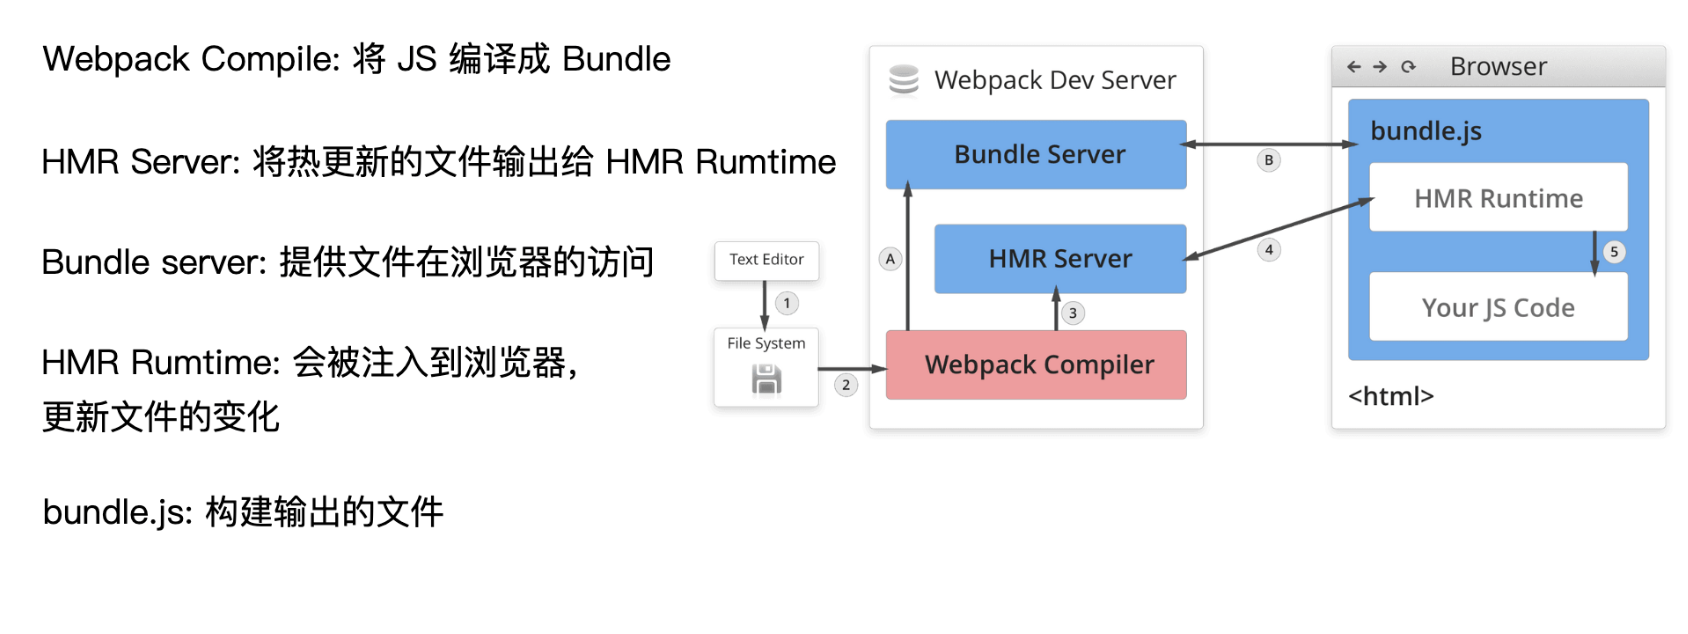 Webpack Compile: 将 JS 编译成 Bundle
HMR Server: 将热更新的文件输出给 HMR Rumtime
Bundle server: 提供文件在浏览器的访问
HMR Rumtime: 会被注入到浏览器，
更新文件的变化
bundle.js: 构建输出的文件
Text Editor
1
File System
2
Webpack Dev Server
Bundle Server
A
HMR Server
3
Webpack Compiler
B
4
Browser
bundle.js
HMR Runtime
5
Your JS Code
<html>